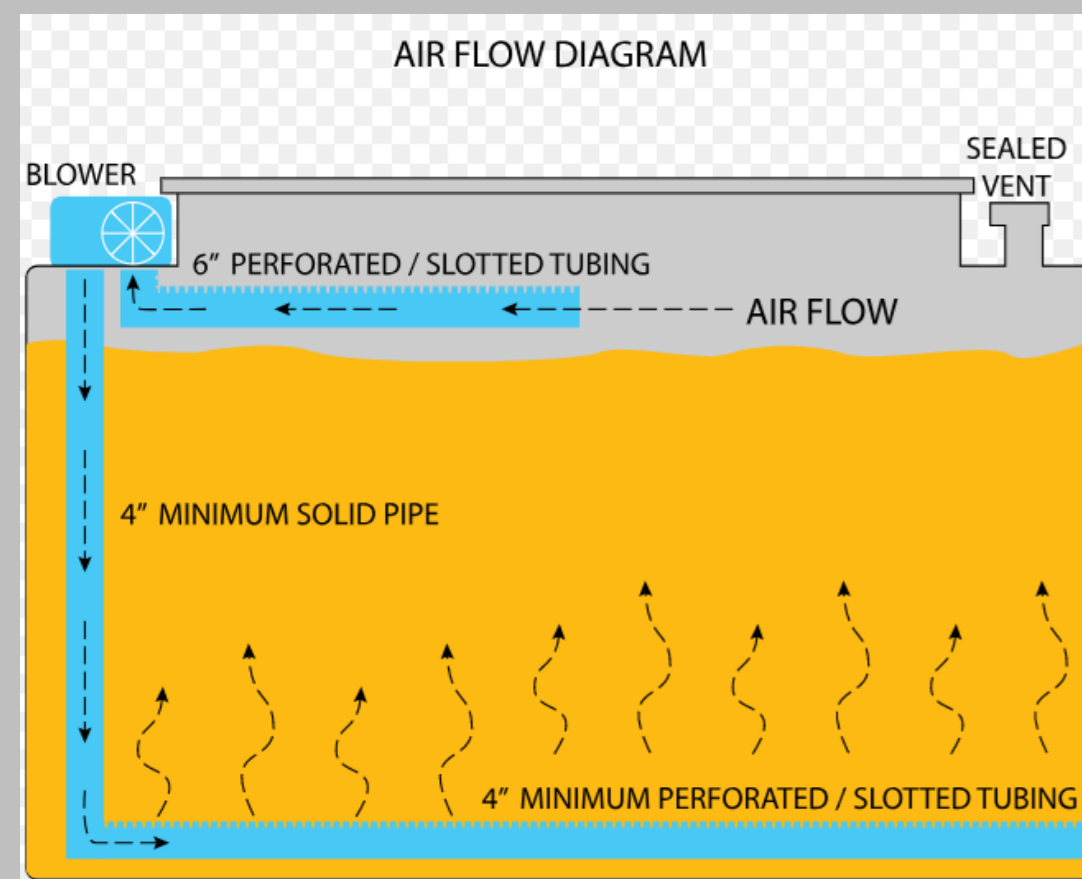 AIR FLOW DIAGRAM
BLOWER
SEALED
VENT
6” PERFORATED / SLOTTED TUBING
AIR FLOW
4” MINIMUM SOLID PIPE
4” MINIMUM PERFORATED / SLOTTED TUBING